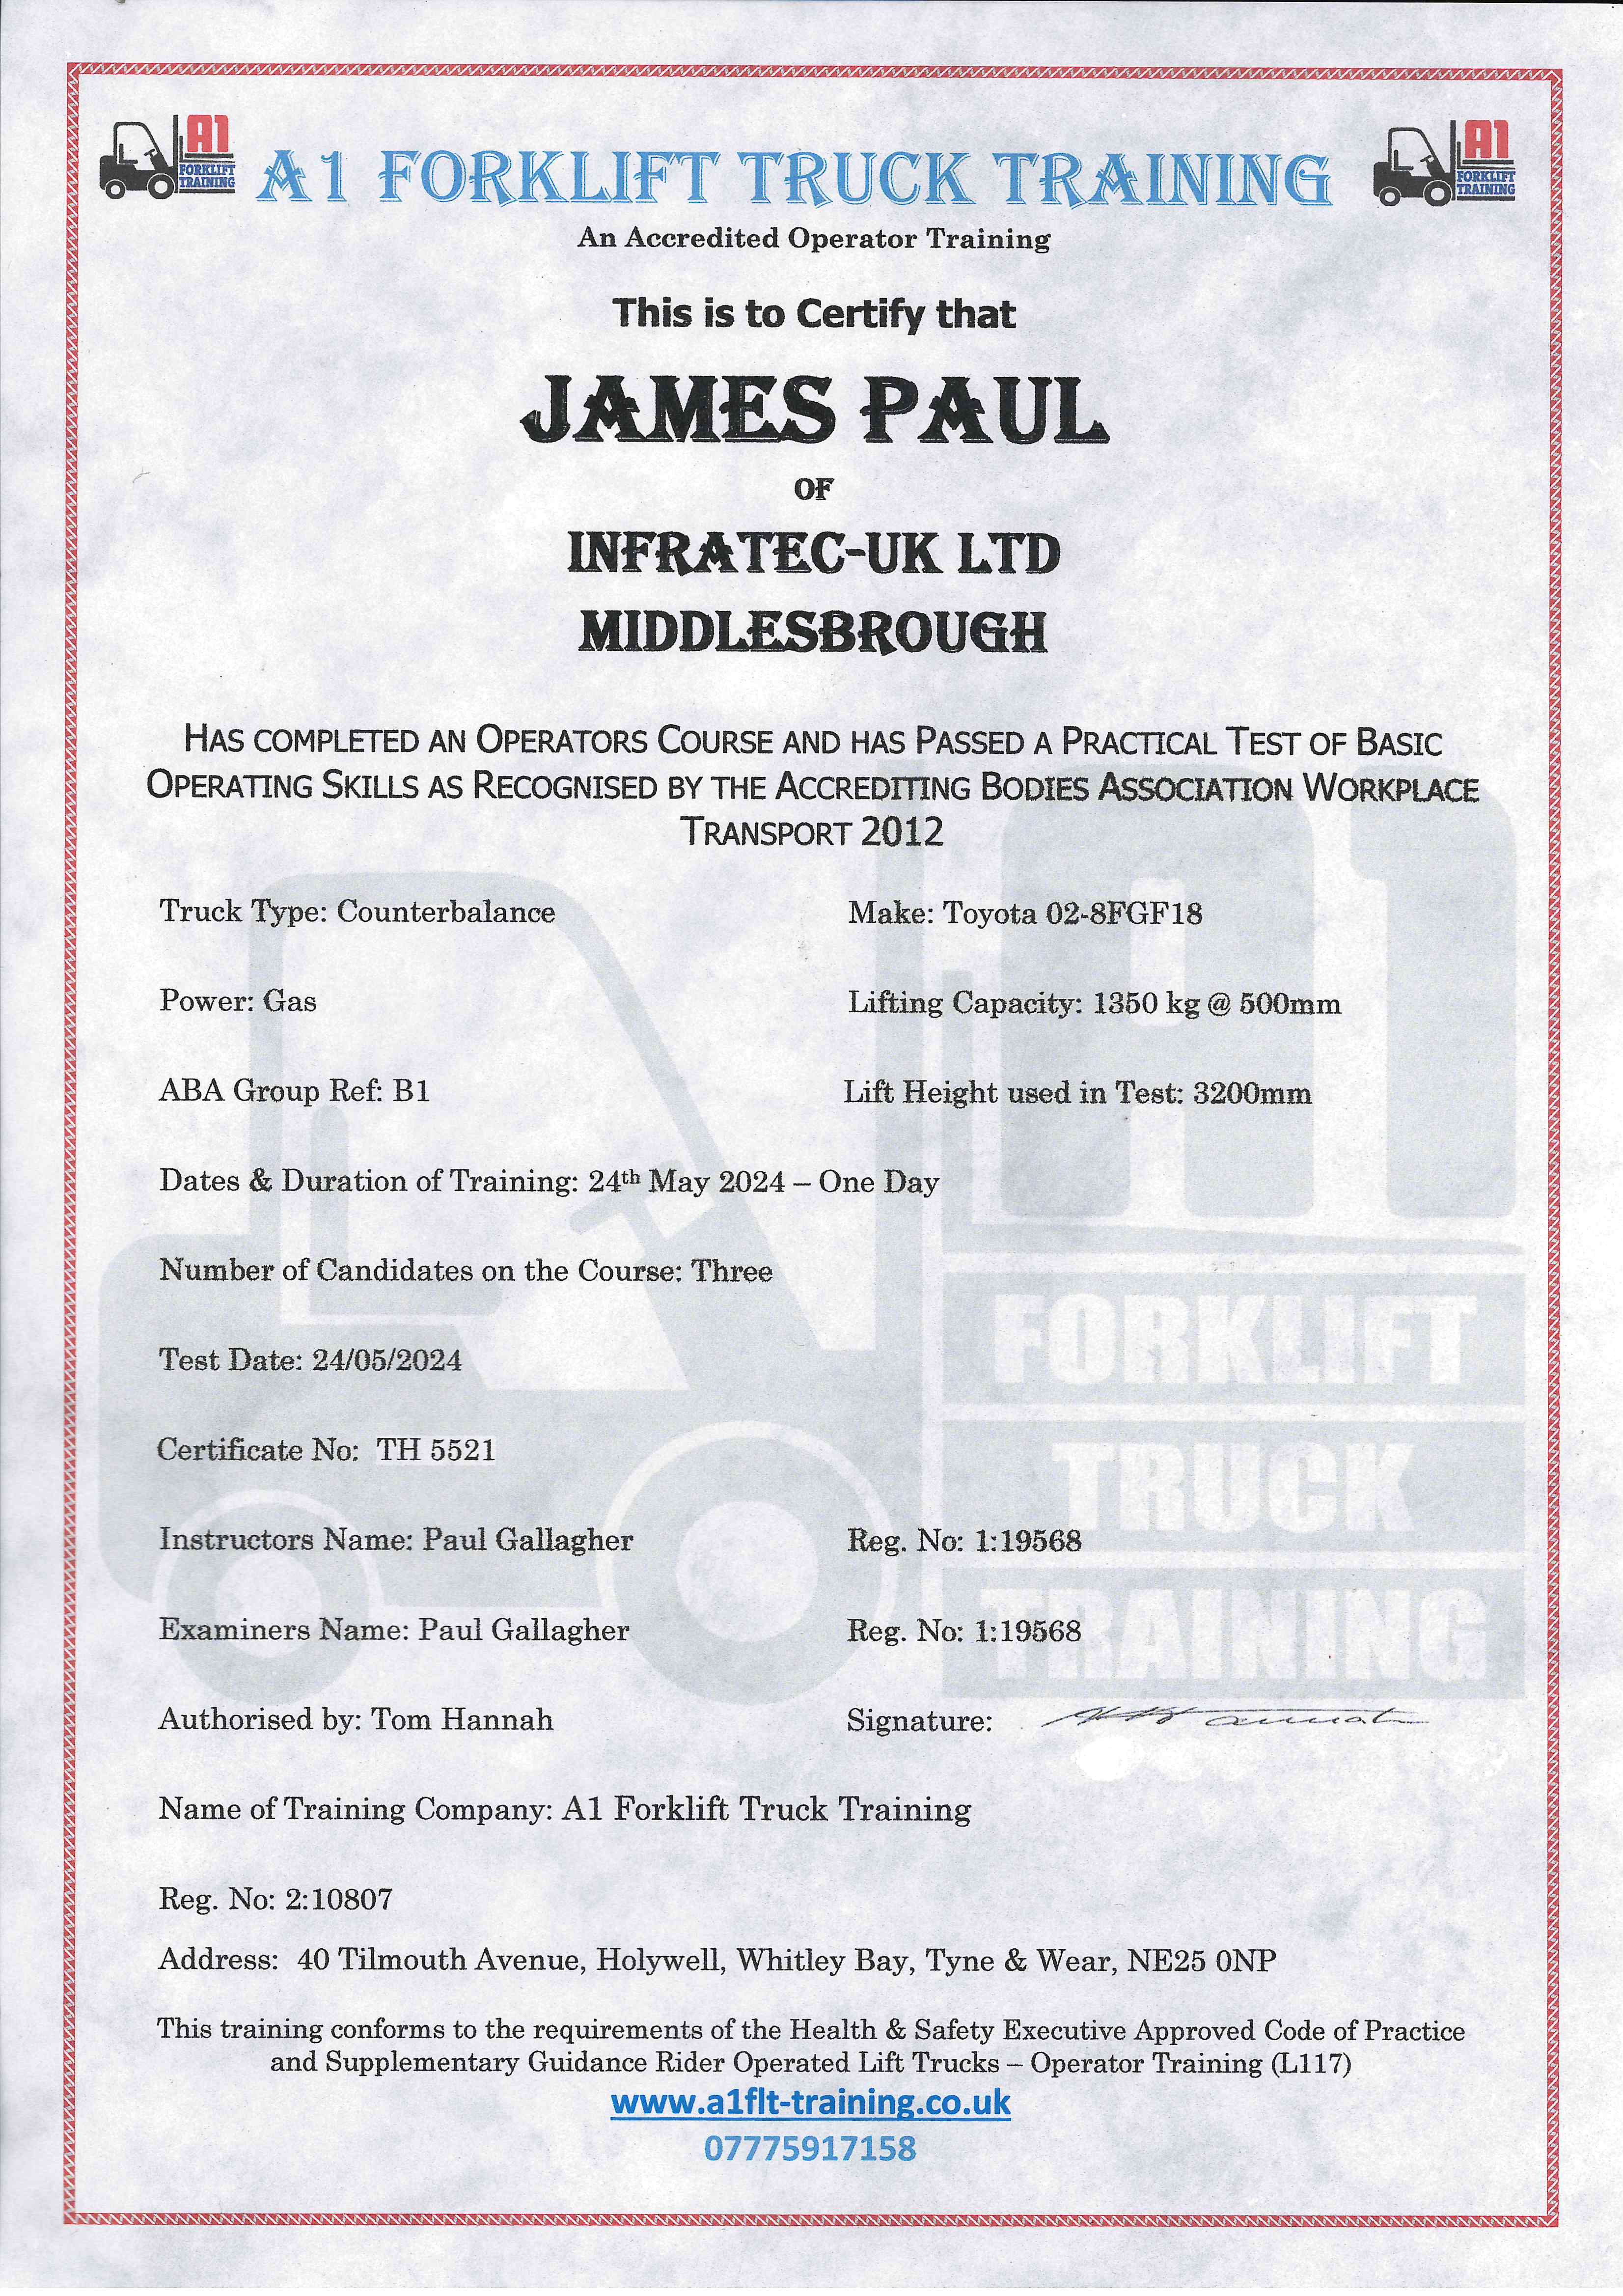 A1
FORKLIFT
TRAINING
A1 FORKLIFT TRUCK TRAINING
A1
FORKLIFT
TRAINING
An Accredited Operator Training
This is to Certify that
JAMES PAUL
OF
INFRATEC-UK LTD
MIDDLESBROUGH
HAS COMPLETED AN OPERATORS COURSE AND HAS PASSED A PRACTICAL TEST OF BASIC
OPERATING SKILLS AS RECOGNISED BY THE ACCREDITING BODIES ASSOCIATION WORKPLACE
TRANSPORT 2012
Truck Type: Counterbalance Make: Toyota 02-8FGF18
Power: Gas Lifting Capacity: 1350 kg @ 500mm
ABA Group Ref: B1 Lift Height used in Test: 3200mm
Dates & Duration of Training: 24th May 2024 – One Day
Number of Candidates on the Course: Three
Test Date: 24/05/2024
Certificate No: TH 5521
Instructors Name: Paul Gallagher Reg. No: 1:19568
Examiners Name: Paul Gallagher Reg. No: 1:19568
Authorised by: Tom Hannah Signature:
Name of Training Company: A1 Forklift Truck Training
Reg. No: 2:10807
Address: 40 Tilmouth Avenue, Holywell, Whitley Bay, Tyne & Wear, NE25 0NP
This training conforms to the requirements of the Health & Safety Executive Approved Code of Practice
and Supplementary Guidance Rider Operated Lift Trucks – Operator Training (L117)
www.a1flt-training.co.uk
07775917158
A1
FORKLIFT
TRUCK
TRAINING